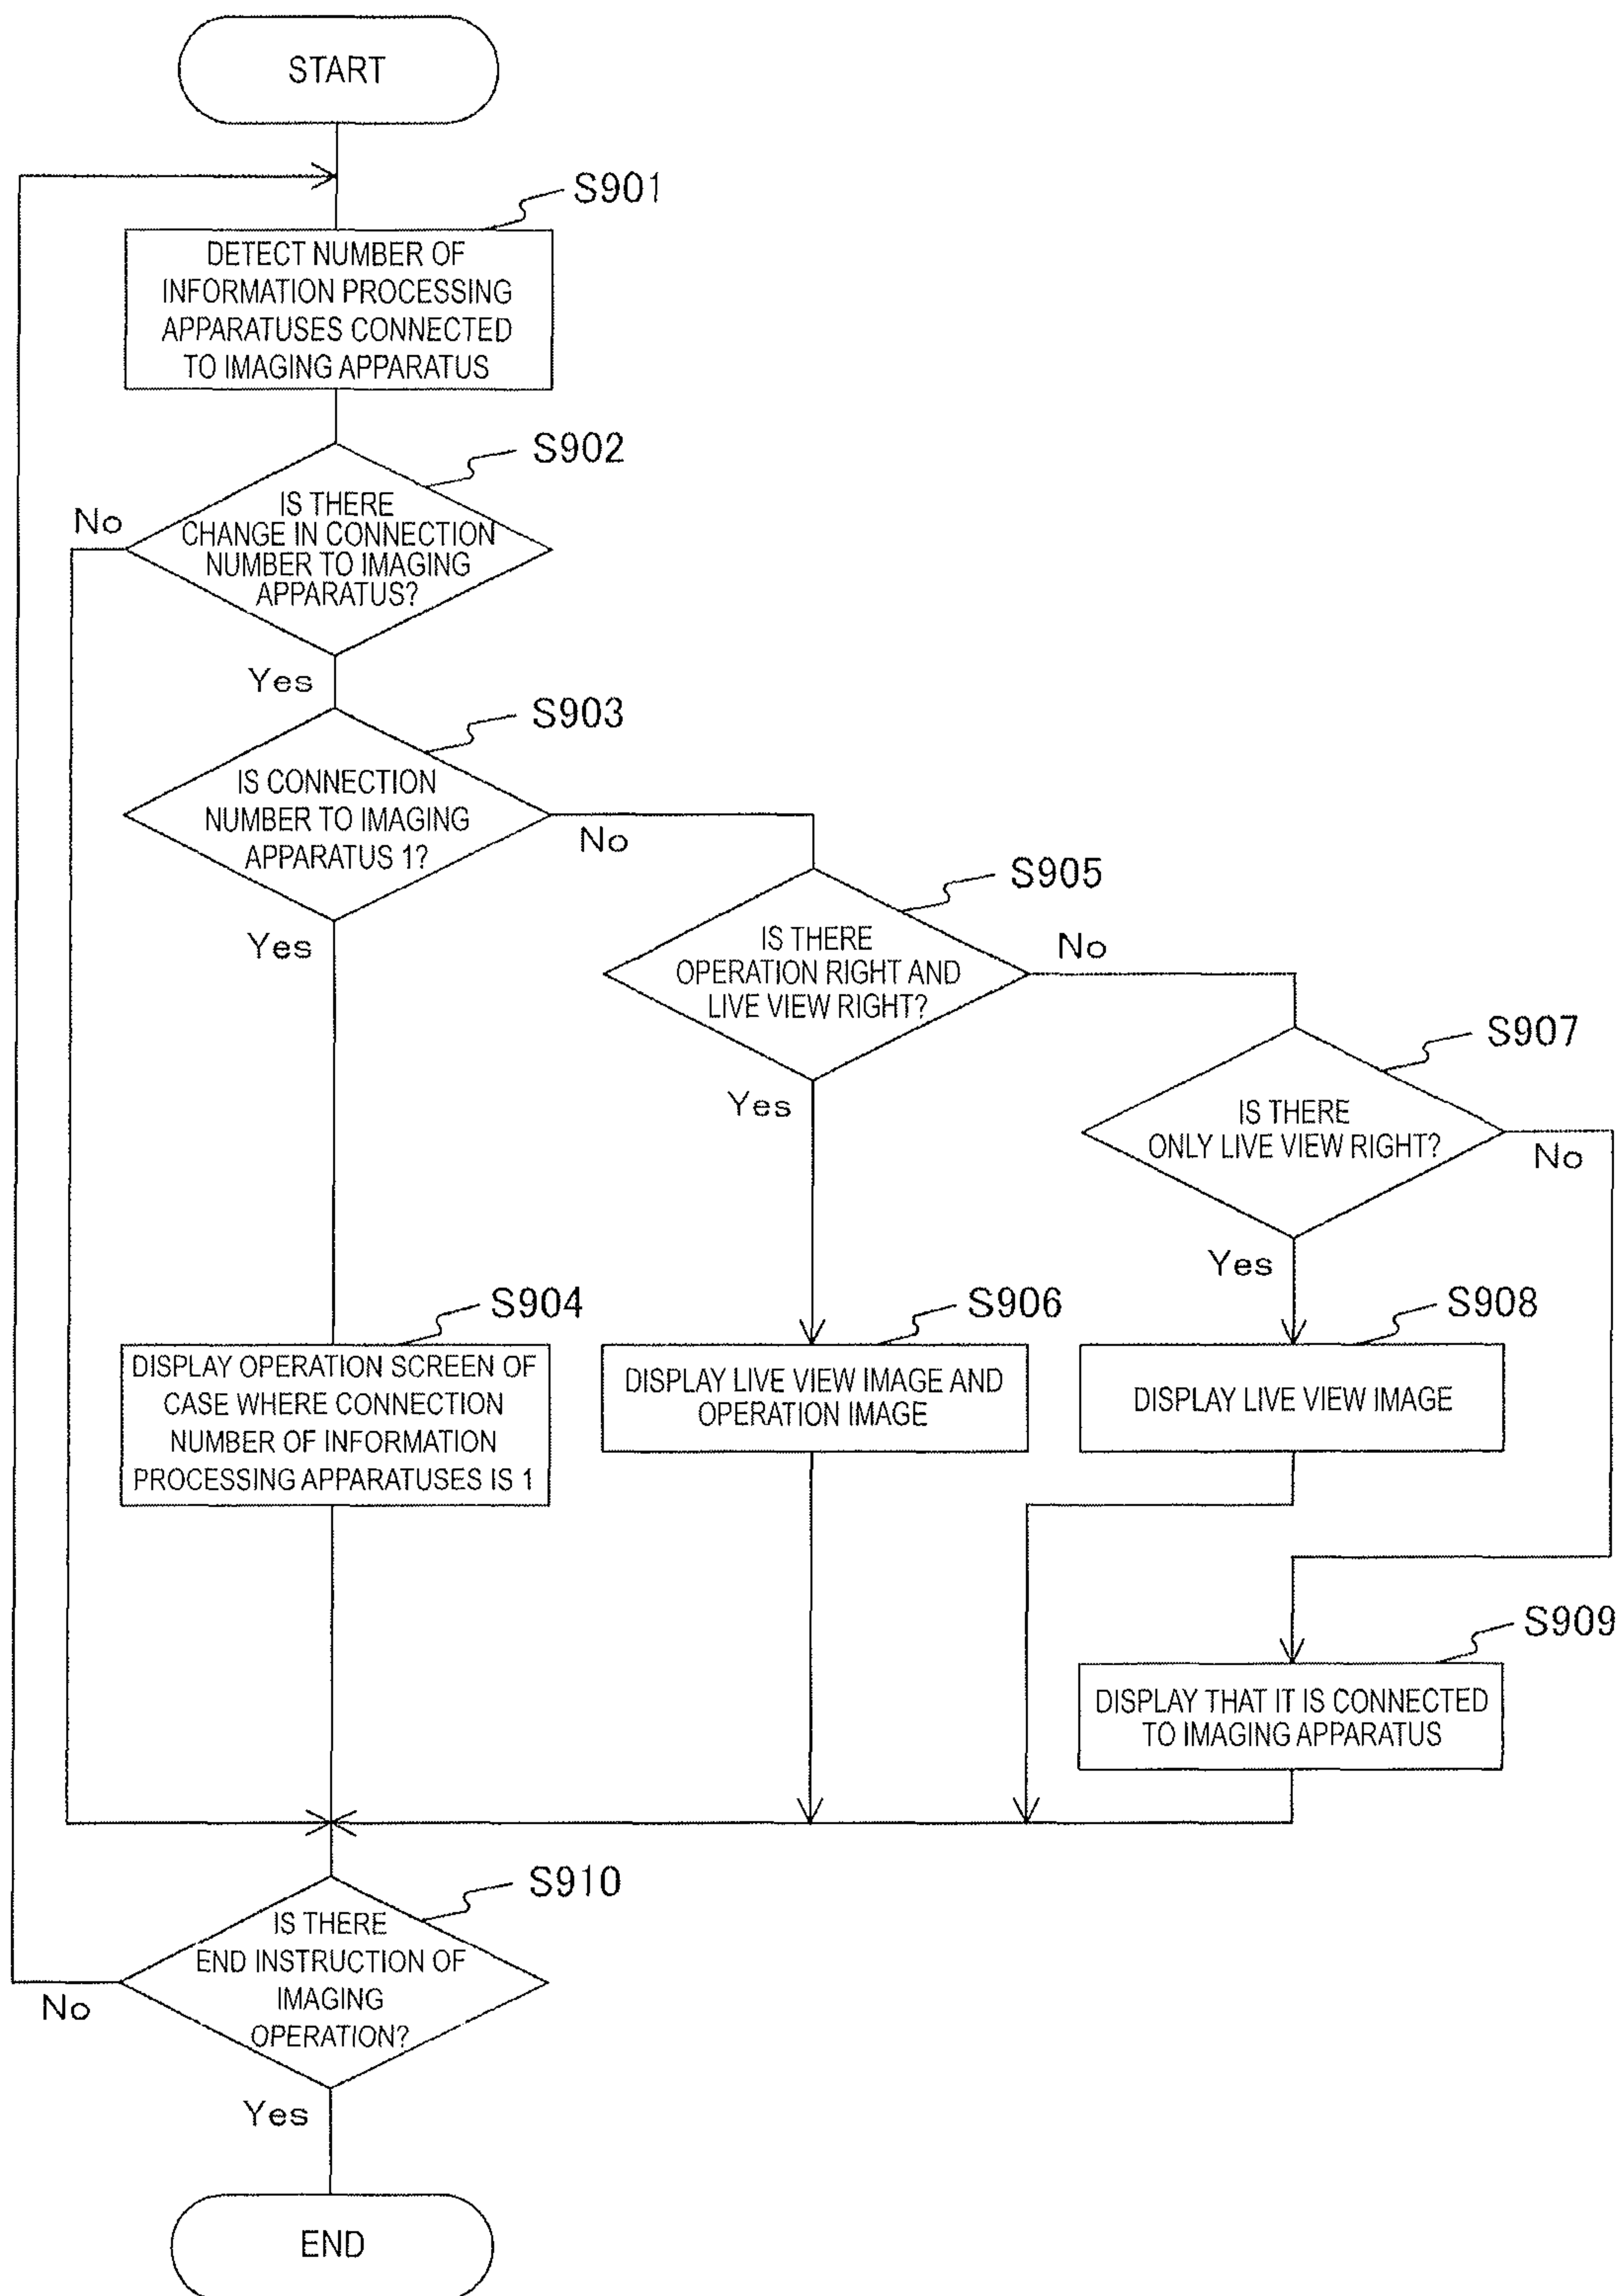 START
S901
DETECT NUMBER OF
INFORMATION PROCESSING
APPARATUSES CONNECTED
TO IMAGING APPARATUS
S902
IS THERE
CHANGE IN CONNECTION
NUMBER TO IMAGING
APPARATUS?
No
Yes
S903
IS CONNECTION
NUMBER TO IMAGING
APPARATUS 1?
No
Yes
S905
IS THERE
OPERATION RIGHT AND
LIVE VIEW RIGHT?
No
Yes
S907
IS THERE
ONLY LIVE VIEW RIGHT?
No
Yes
S904
DISPLAY OPERATION SCREEN OF
CASE WHERE CONNECTION
NUMBER OF INFORMATION
PROCESSING APPARATUSES IS 1
S906
DISPLAY LIVE VIEW IMAGE AND
OPERATION IMAGE
S908
DISPLAY LIVE VIEW IMAGE
S909
DISPLAY THAT IT IS CONNECTED
TO IMAGING APPARATUS
S910
IS THERE
END INSTRUCTION OF
IMAGING
OPERATION?
No
Yes
END